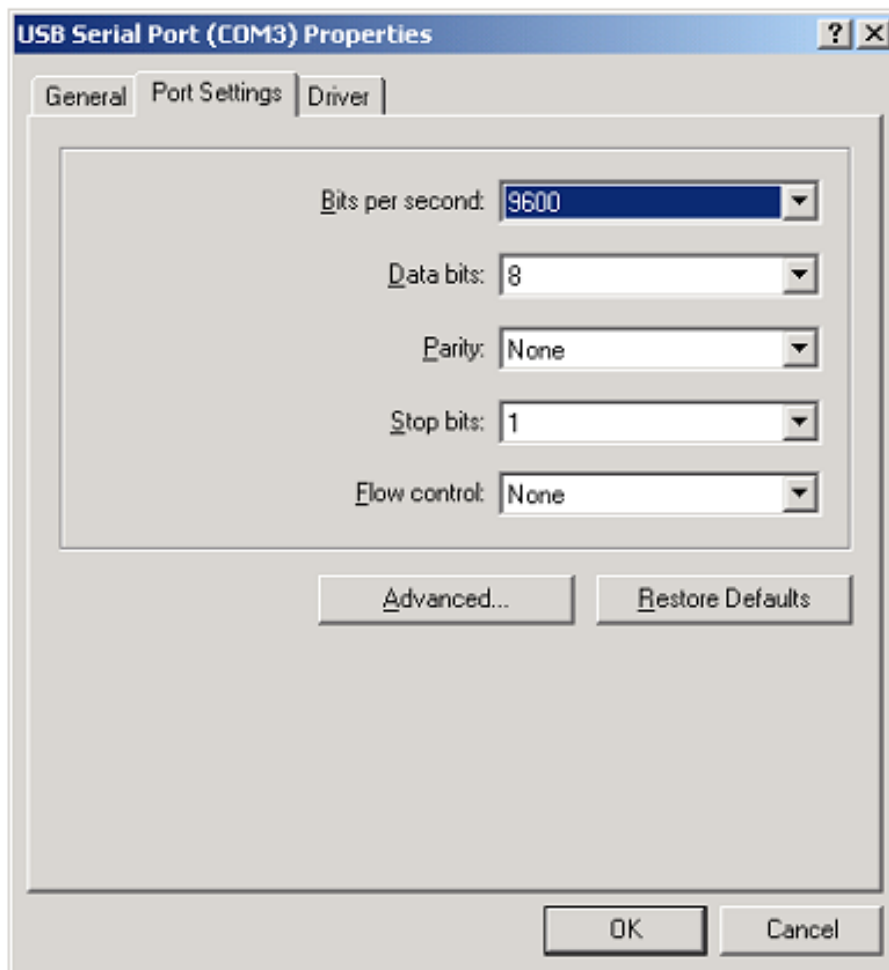 USB Serial Port (COM3) Properties
General Port Settings Driver
Bits per second: 9600
Data bits: 8
Parity: None
Stop bits: 1
Flow control: None
Advanced... Restore Defaults
OK Cancel